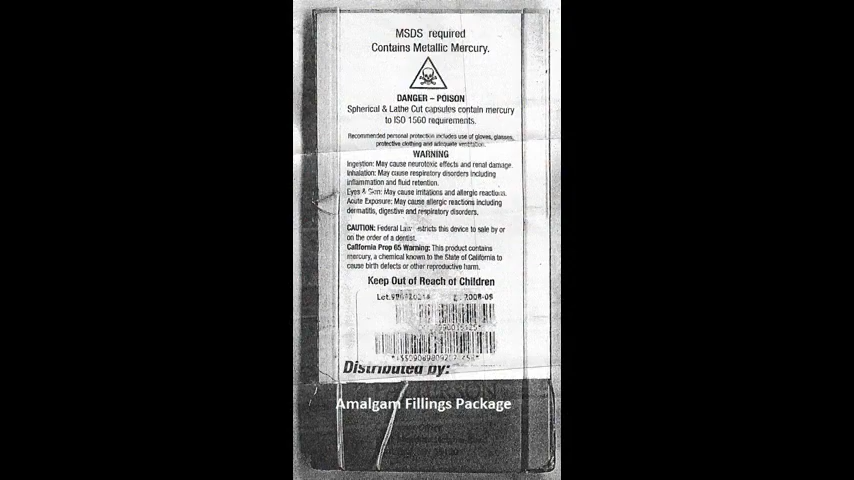 MSDS required
Contains Metallic Mercury.
DANGER – POISON
Spherical & Lathe Cut capsules contain mercury
to ISO 1560 requirements.
Recommended personal protection includes use of gloves, glasses,
protective clothing and adequate ventilation.
WARNING
Ingestion: May cause neurotoxic effects and renal damage.
Inhalation: May cause respiratory disorders including
inflammation and fluid retention.
Eyes & Skin: May cause irritations and allergic reactions.
Acute Exposure: May cause allergic reactions including
dermatitis, digestive and respiratory disorders.
CAUTION: Federal Law restricts this device to sale by or
on the order of a dentist.
California Prop 65 Warning: This product contains
mercury, a chemical known to the State of California to
cause birth defects or other reproductive harm.
Keep Out of Reach of Children
Lot. 2008-05
Distributed by:
Amalgam Fillings Package